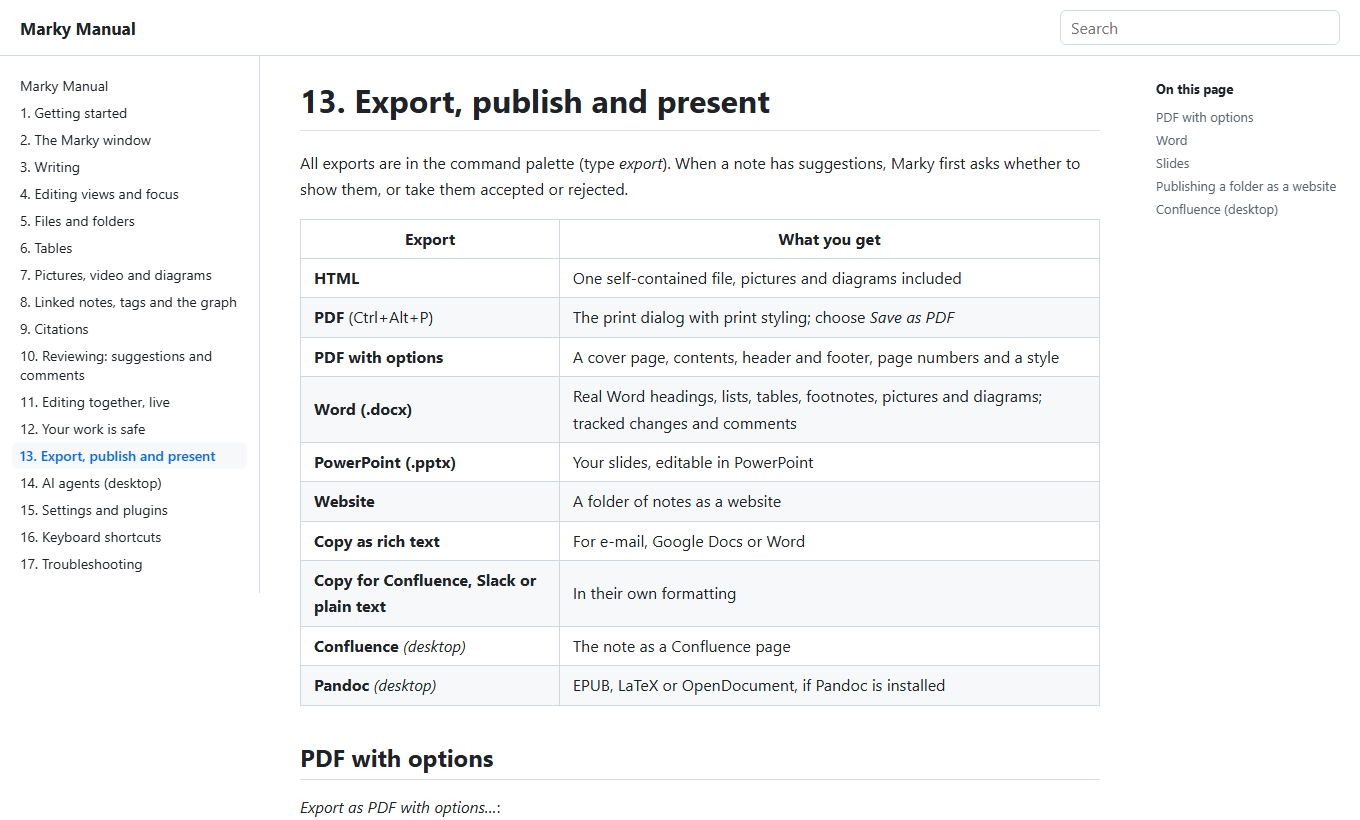 Marky Manual
Search
Marky Manual
1. Getting started
2. The Marky window
3. Writing
4. Editing views and focus
5. Files and folders
6. Tables
7. Pictures, video and diagrams
8. Linked notes, tags and the graph
9. Citations
10. Reviewing: suggestions and
comments
11. Editing together, live
12. Your work is safe
13. Export, publish and present
14. AI agents (desktop)
15. Settings and plugins
16. Keyboard shortcuts
17. Troubleshooting
13. Export, publish and present
All exports are in the command palette (type export). When a note has suggestions, Marky first asks whether to
show them, or take them accepted or rejected.
Export What you get
HTML One self-contained file, pictures and diagrams included
PDF (Ctrl+Alt+P) The print dialog with print styling; choose Save as PDF
PDF with options A cover page, contents, header and footer, page numbers and a style
Word (.docx) Real Word headings, lists, tables, footnotes, pictures and diagrams;
tracked changes and comments
PowerPoint (.pptx) Your slides, editable in PowerPoint
Website A folder of notes as a website
Copy as rich text For e-mail, Google Docs or Word
Copy for Confluence, Slack or
plain text
In their own formatting
Confluence (desktop) The note as a Confluence page
Pandoc (desktop) EPUB, LaTeX or OpenDocument, if Pandoc is installed
PDF with options
Export as PDF with options...:
On this page
PDF with options
Word
Slides
Publishing a folder as a website
Confluence (desktop)